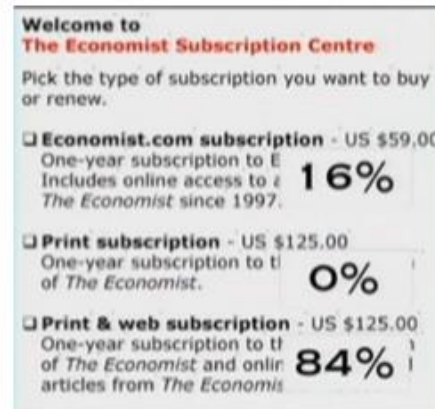 Welcome to
The Economist Subscription Centre
Pick the type of subscription you want to buy
or renew.
❑ Economist.com subscription - US $59.00
One-year subscription to E
Includes online access to a
The Economist since 1997.
16%
❑ Print subscription - US $125.00
One-year subscription to t
of The Economist.
0%
❑ Print & web subscription - US $125.00
One-year subscription to t
of The Economist and onlin
articles from The Economis
84%